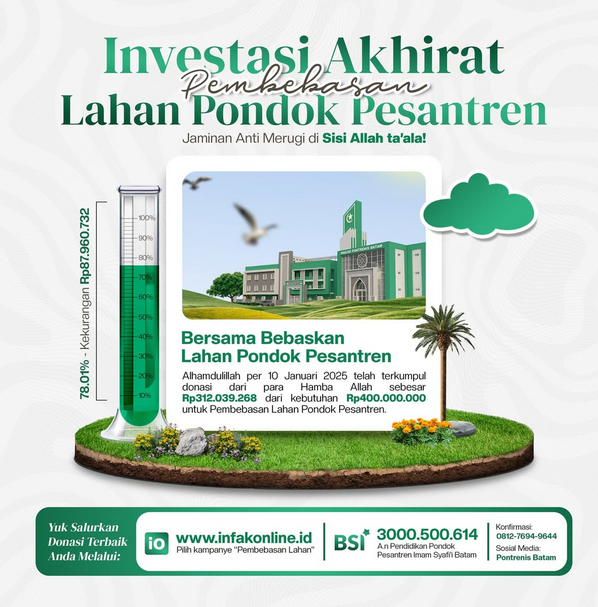 Investasi Akhirat
Pembebasan
Lahan Pondok Pesantren
Jaminan Anti Merugi di Sisi Allah ta'ala!
78.01% - Kekurangan Rp87.960.732
100%
90%
80%
70%
60%
50%
40%
30%
20%
10%
Bersama Bebaskan
Lahan Pondok Pesantren
Alhamdulillah per 10 Januari 2025 telah terkumpul
donasi dari para Hamba Allah sebesar
Rp312.039.268 dari kebutuhan Rp400.000.000
untuk Pembebasan Lahan Pondok Pesantren.
Yuk Salurkan
Donasi Terbaik
Anda Melalui:
io
www.infakonline.id
Pilih kampanye "Pembebasan Lahan"
BSI
3000.500.614
A.n Pendidikan Pondok
Pesantren Imam Syafi'i Batam
Konfirmasi:
0812-7694-9644
Sosial Media:
Pontrenis Batam